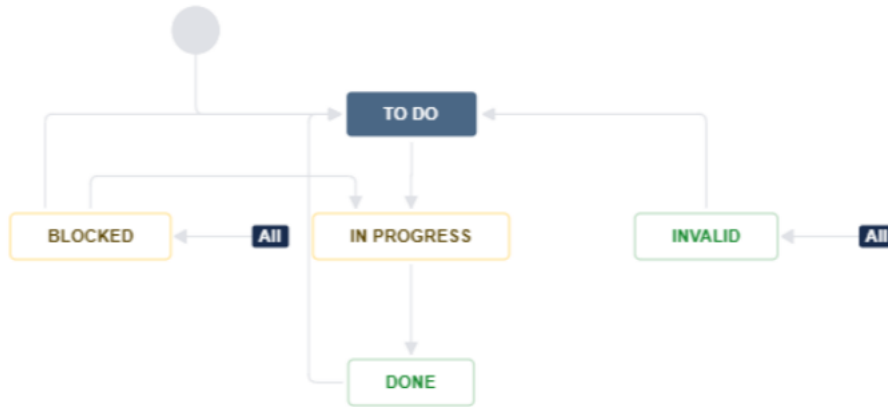 TO DO
BLOCKED
All
IN PROGRESS
INVALID
All
DONE